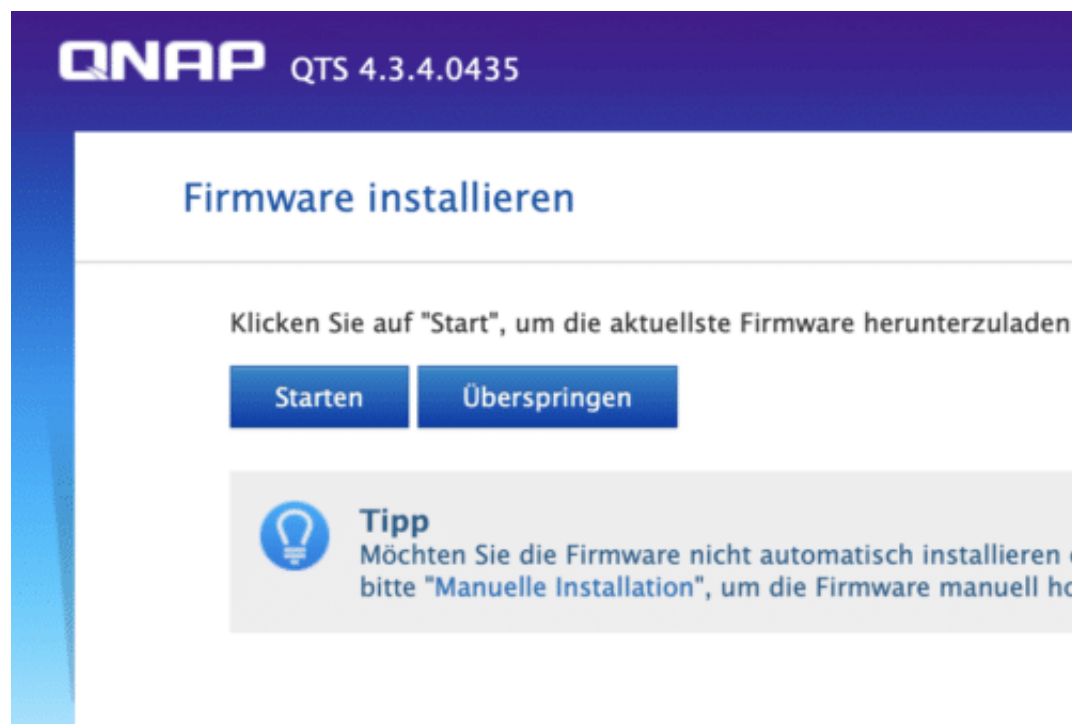 QNAP QTS 4.3.4.0435
Firmware installieren
Klicken Sie auf "Start", um die aktuellste Firmware herunterzuladen
Starten Überspringen
Tipp
Möchten Sie die Firmware nicht automatisch installieren
bitte "Manuelle Installation", um die Firmware manuell